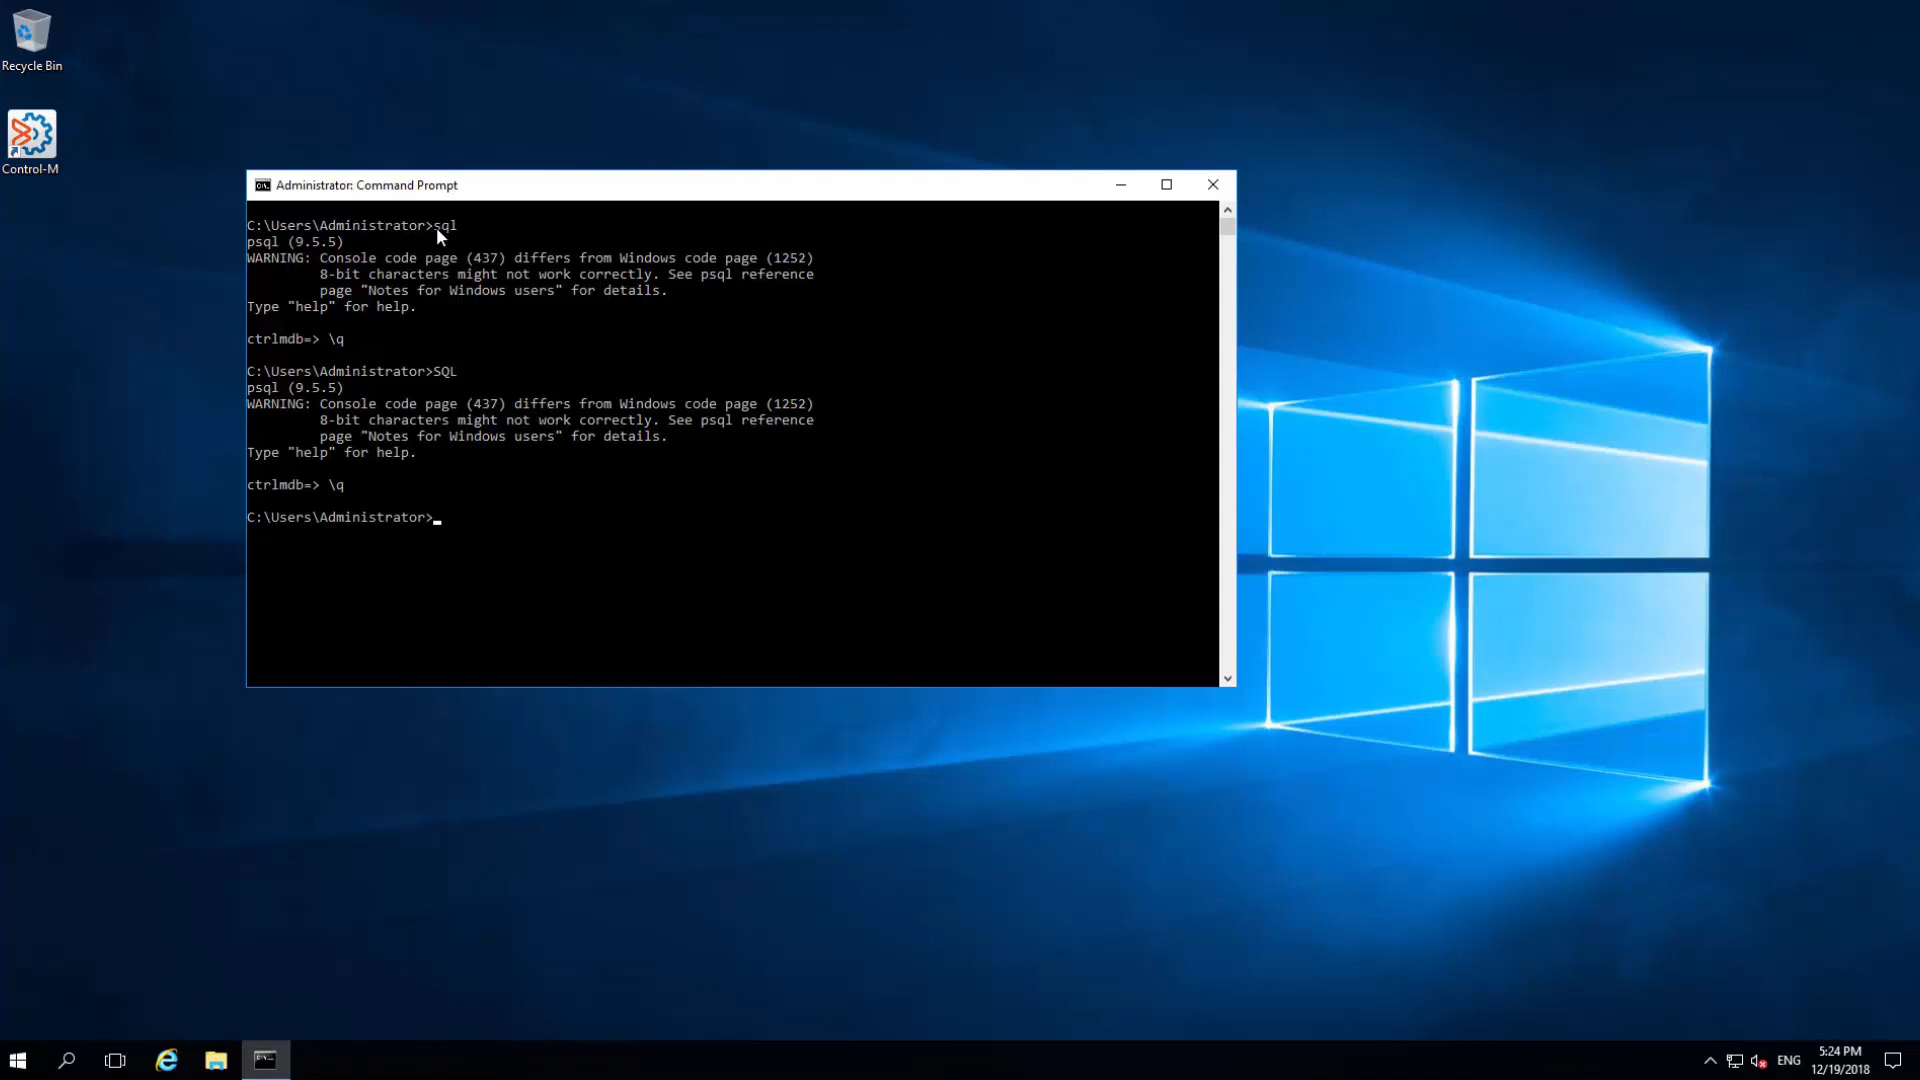 Recycle Bin
Control-M
Administrator: Command Prompt
C:\Users\Administrator>sql
psql (9.5.5)
WARNING: Console code page (437) differs from Windows code page (1252)
         8-bit characters might not work correctly. See psql reference
         page "Notes for Windows users" for details.
Type "help" for help.
ctrlmdb=> \q
C:\Users\Administrator>SQL
psql (9.5.5)
WARNING: Console code page (437) differs from Windows code page (1252)
         8-bit characters might not work correctly. See psql reference
         page "Notes for Windows users" for details.
Type "help" for help.
ctrlmdb=> \q
C:\Users\Administrator>
ENG
5:24 PM
12/19/2018